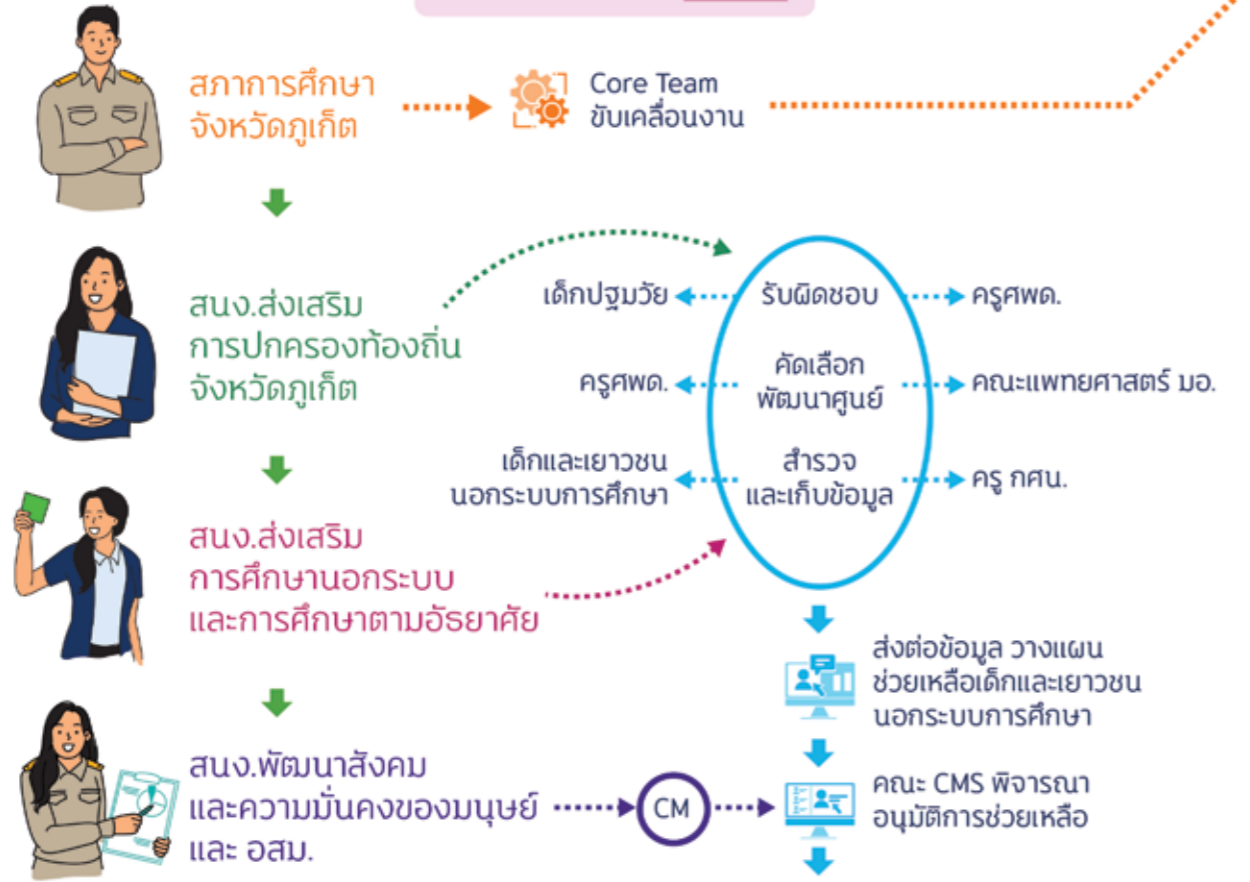 สภาการศึกษา
จังหวัดภูเก็ต
Core Team
ขับเคลื่อนงาน
สนง.ส่งเสริม
การปกครองท้องถิ่น
จังหวัดภูเก็ต
เด็กปฐมวัย
รับผิดชอบ
ครูศพด.
ครูศพด.
คัดเลือก
พัฒนาศูนย์
คณะแพทยศาสตร์ มอ.
เด็กและเยาวชน
นอกระบบการศึกษา
สำรวจ
และเก็บข้อมูล
ครู กศน.
สนง.ส่งเสริม
การศึกษานอกระบบ
และการศึกษาตามอัธยาศัย
ส่งต่อข้อมูล วางแผน
ช่วยเหลือเด็กและเยาวชน
นอกระบบการศึกษา
สนง.พัฒนาสังคม
และความมั่นคงของมนุษย์
และ อสม.
CM
คณะ CMS พิจารณา
อนุมัติการช่วยเหลือ